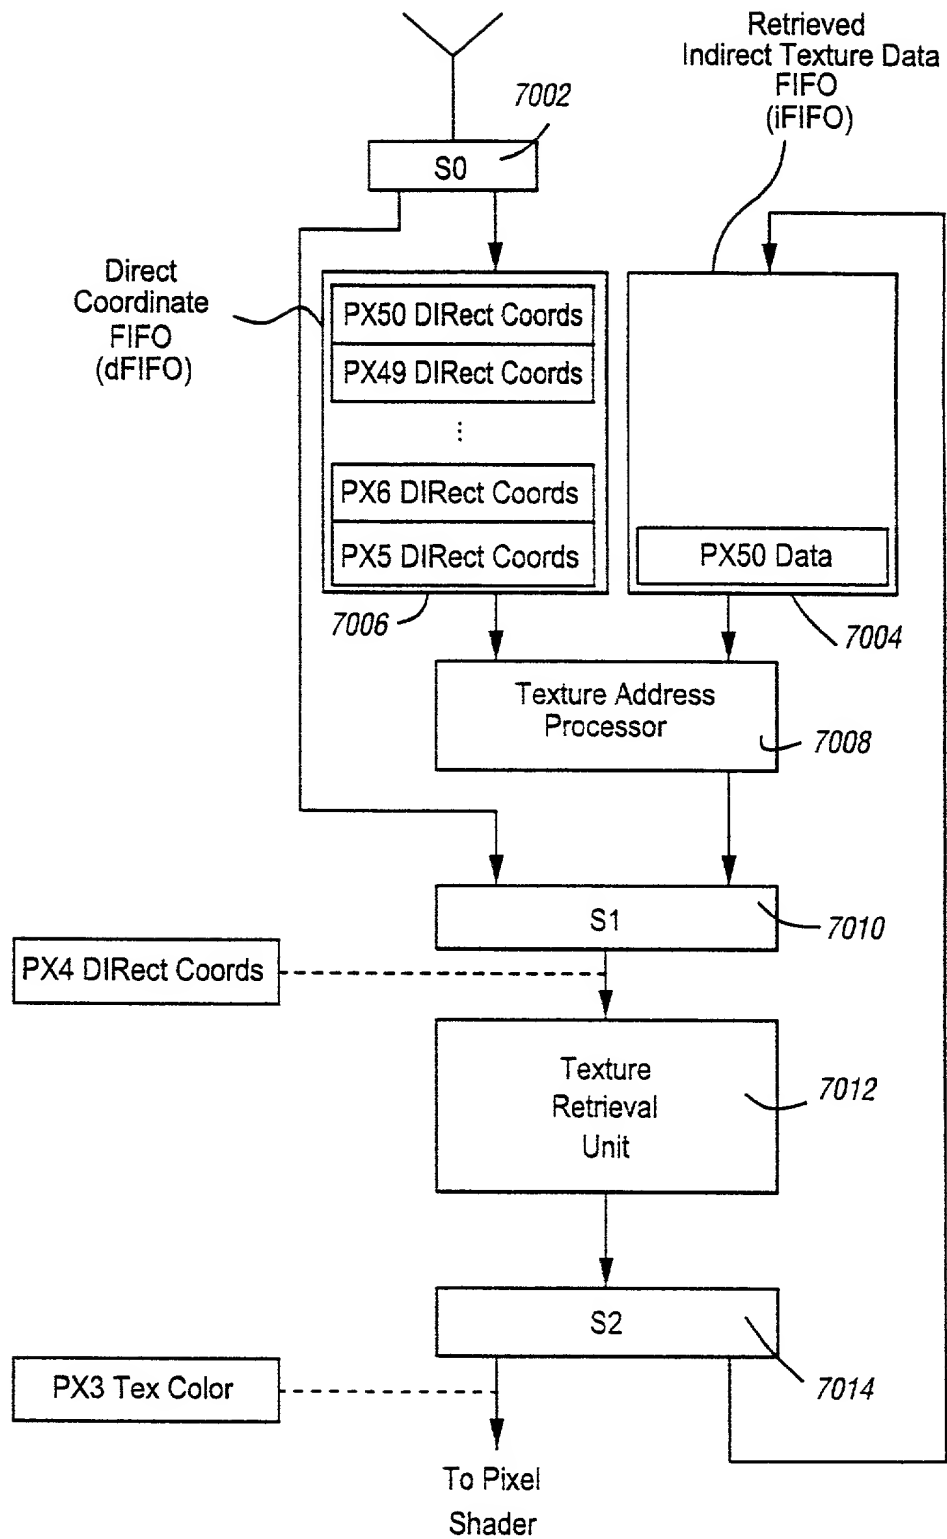 Retrieved
Indirect Texture Data
FIFO
(iFIFO)
7002
S0
Direct
Coordinate
FIFO
(dFIFO)
PX50 DIRect Coords
PX49 DIRect Coords
⋮
PX6 DIRect Coords
PX5 DIRect Coords
PX50 Data
7006
7004
Texture Address
Processor
7008
S1
7010
PX4 DIRect Coords
Texture
Retrieval
Unit
7012
S2
7014
PX3 Tex Color
To Pixel
Shader